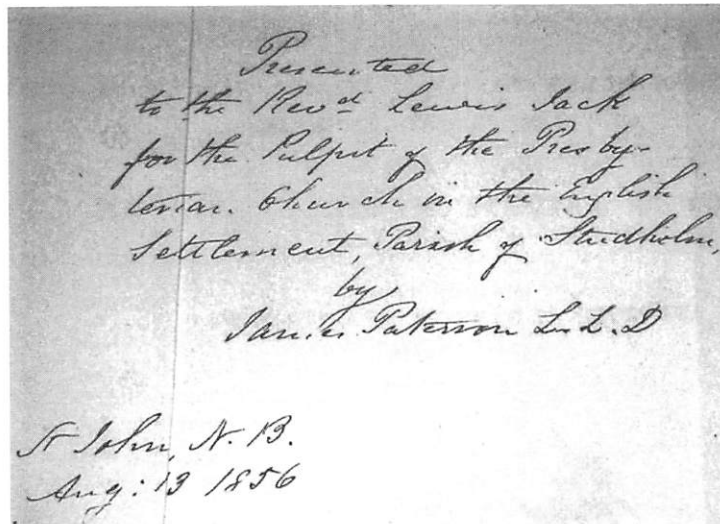 Presented
to the Revd Lewis Jack
for the Pulpit of the Presby-
terian Church in the English
Settlement, Parish of Studholm,
by
James Paterson L.L.D
St John, N.B.
Aug: 13 1856